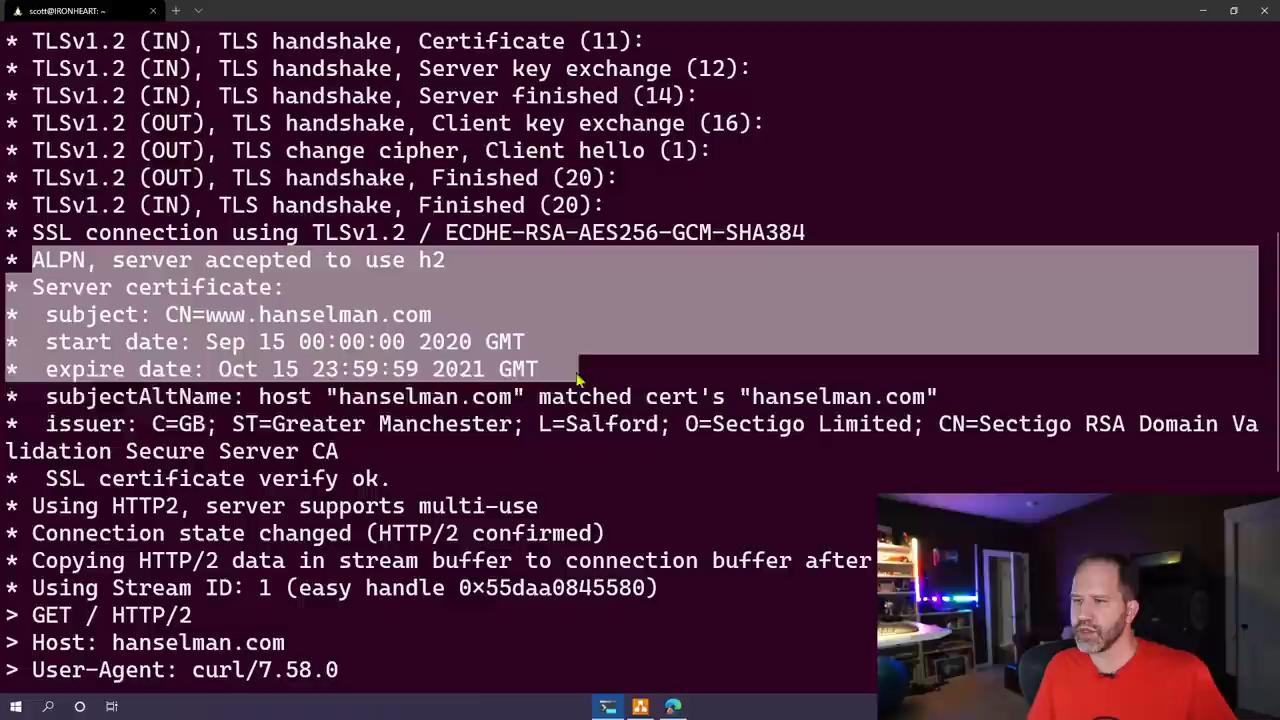 scott@IRONHEART: ~
* TLSv1.2 (IN), TLS handshake, Certificate (11):
* TLSv1.2 (IN), TLS handshake, Server key exchange (12):
* TLSv1.2 (IN), TLS handshake, Server finished (14):
* TLSv1.2 (OUT), TLS handshake, Client key exchange (16):
* TLSv1.2 (OUT), TLS change cipher, Client hello (1):
* TLSv1.2 (OUT), TLS handshake, Finished (20):
* TLSv1.2 (IN), TLS handshake, Finished (20):
* SSL connection using TLSv1.2 / ECDHE-RSA-AES256-GCM-SHA384
* ALPN, server accepted to use h2
* Server certificate:
*  subject: CN=www.hanselman.com
*  start date: Sep 15 00:00:00 2020 GMT
*  expire date: Oct 15 23:59:59 2021 GMT
*  subjectAltName: host "hanselman.com" matched cert's "hanselman.com"
*  issuer: C=GB; ST=Greater Manchester; L=Salford; O=Sectigo Limited; CN=Sectigo RSA Domain Va
lidation Secure Server CA
*  SSL certificate verify ok.
* Using HTTP2, server supports multi-use
* Connection state changed (HTTP/2 confirmed)
* Copying HTTP/2 data in stream buffer to connection buffer after
* Using Stream ID: 1 (easy handle 0x55daa0845580)
> GET / HTTP/2
> Host: hanselman.com
> User-Agent: curl/7.58.0